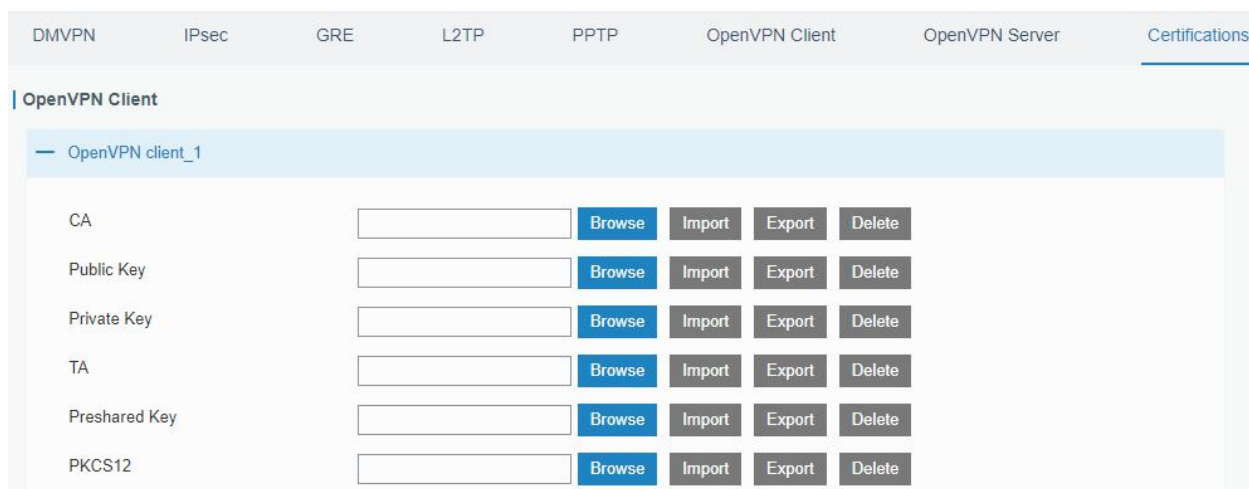 DMVPN IPsec GRE L2TP PPTP OpenVPN Client OpenVPN Server Certifications
OpenVPN Client
OpenVPN client_1
CA Browse Import Export Delete
Public Key Browse Import Export Delete
Private Key Browse Import Export Delete
TA Browse Import Export Delete
Preshared Key Browse Import Export Delete
PKCS12 Browse Import Export Delete